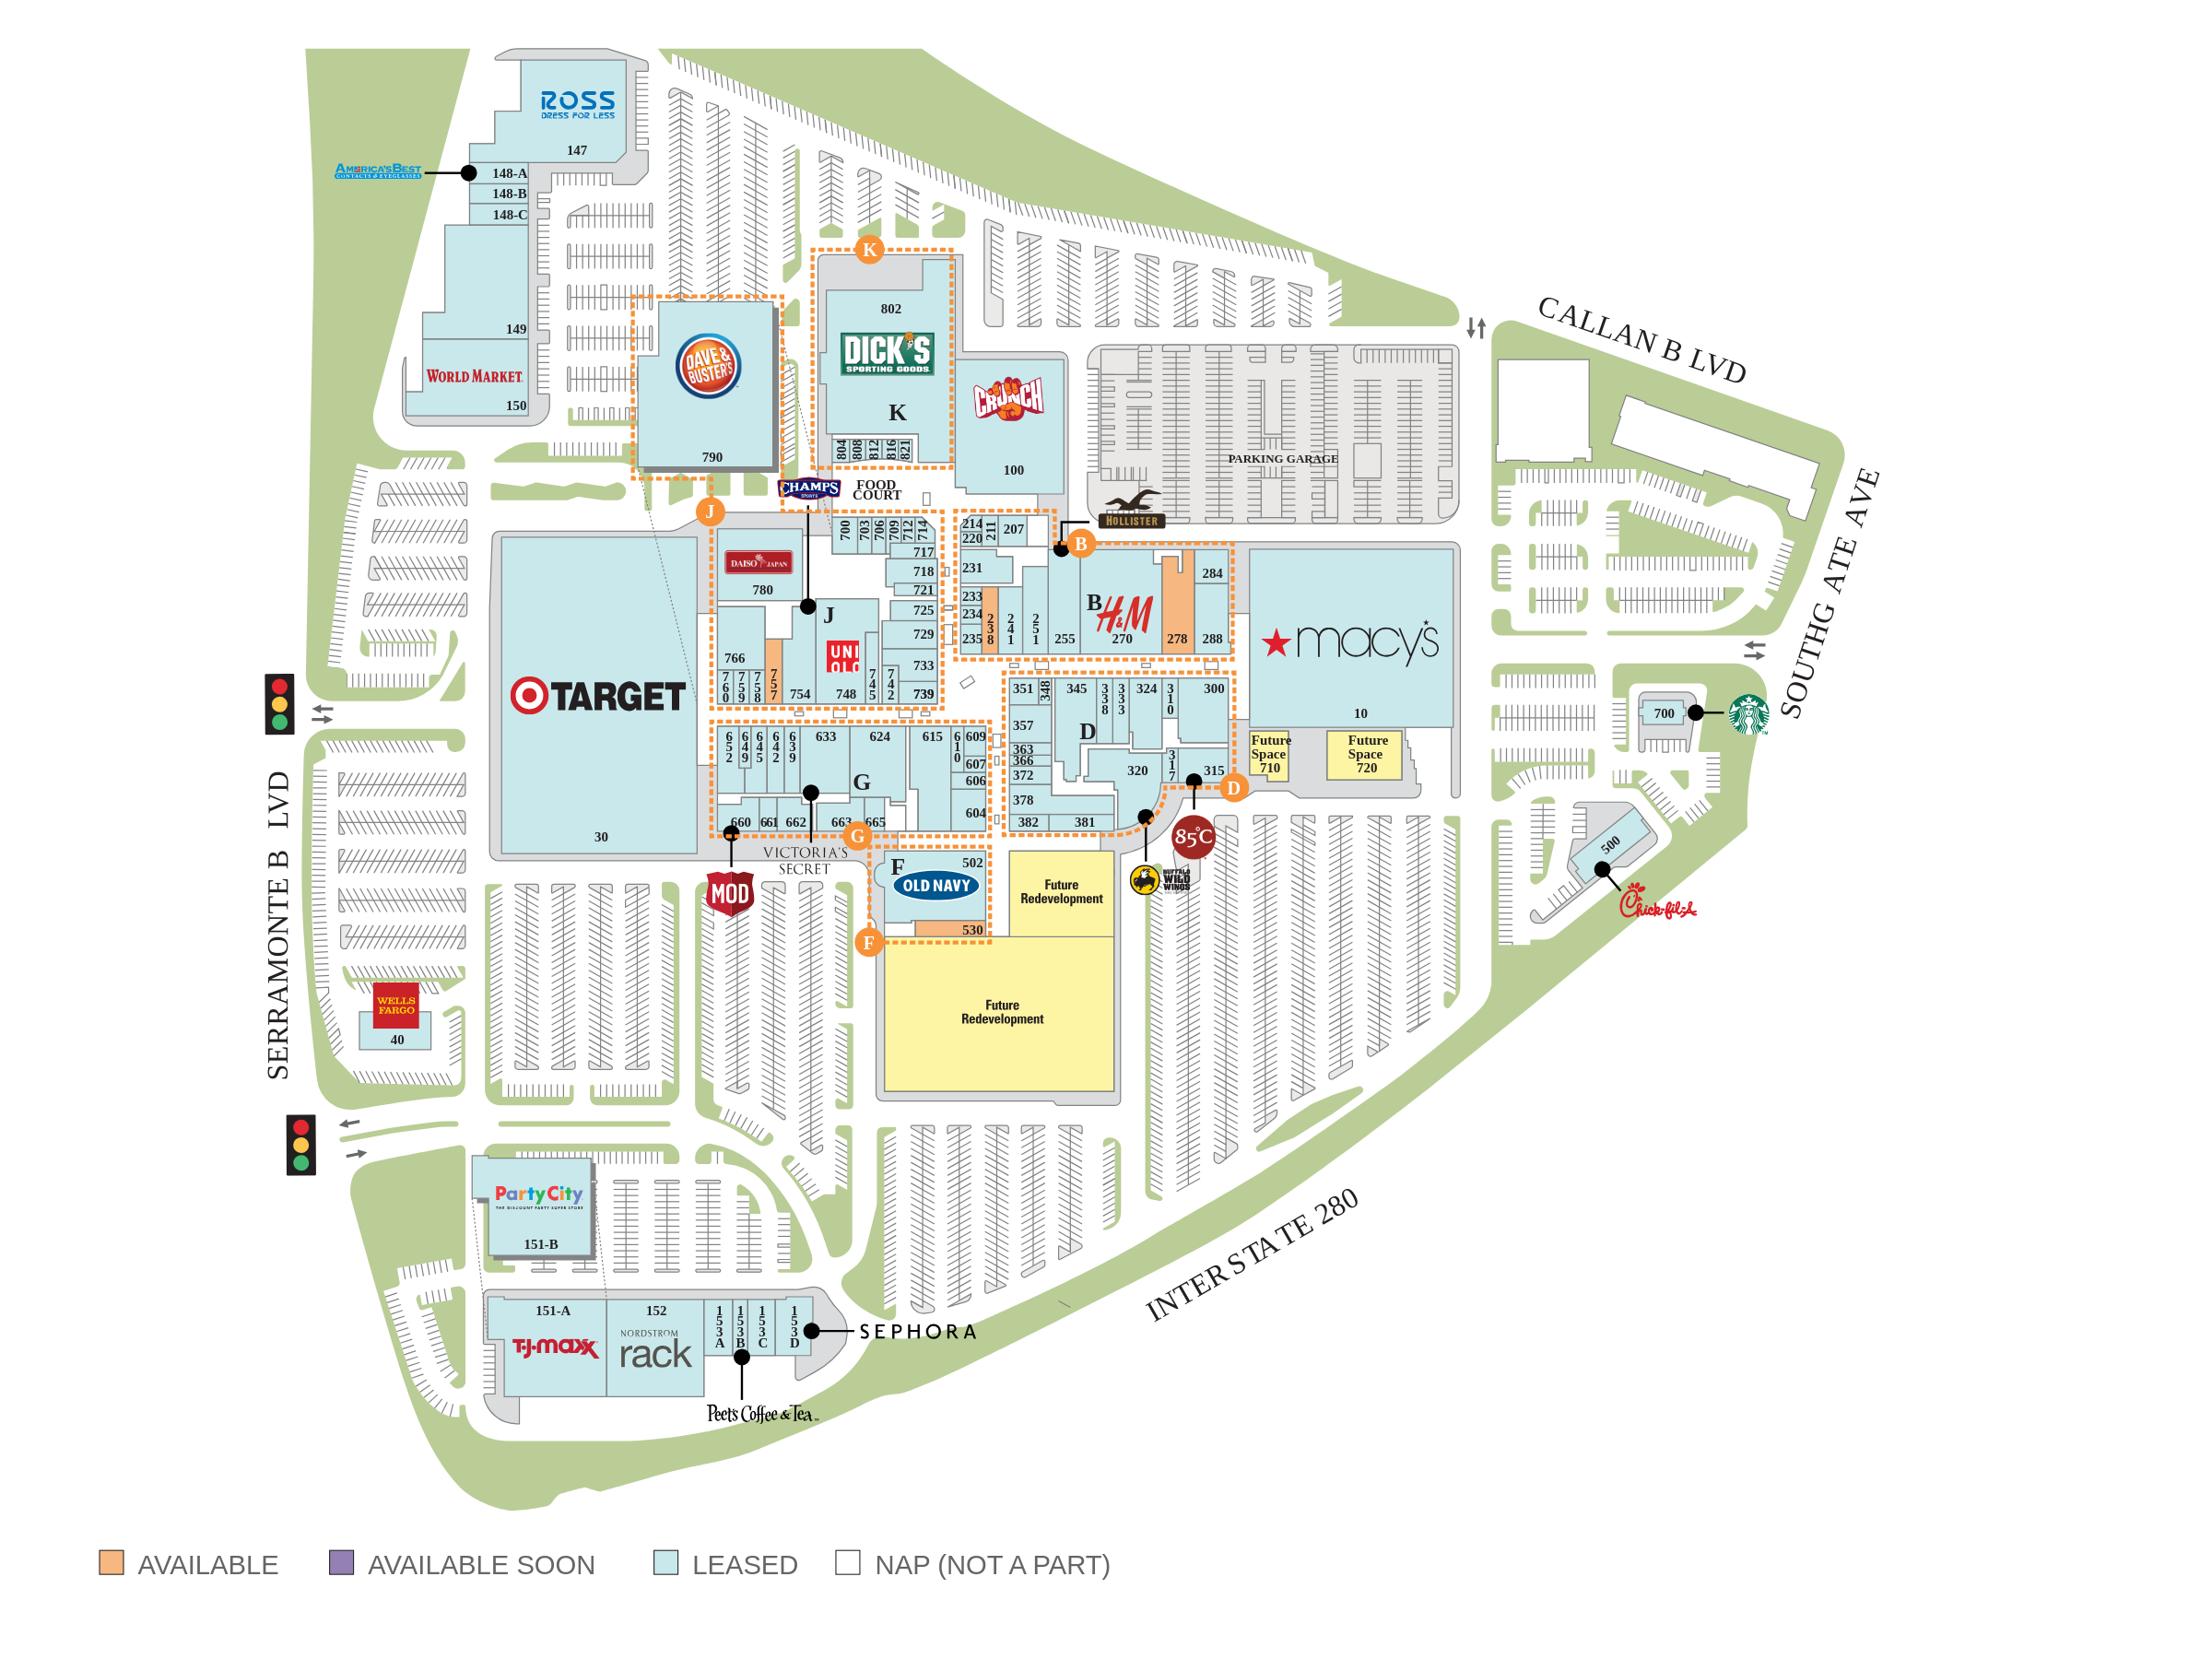 ROSS
DRESS FOR LESS
147
AMERICA'S BEST
CONTACTS & EYEGLASSES
148-A
148-B
148-C
149
WORLD MARKET
150
K
802
DICK'S
SPORTING GOODS
K
804
808
812
816
821
CRUNCH
100
DAVE &
BUSTER'S
790
CALLAN B LVD
SOUTHG ATE AVE
PARKING GARAGE
CHAMPS
SPORTS
FOOD
COURT
HOLLISTER
J
700
703
706
709
712
714
717
718
721
725
729
733
739
DAISO JAPAN
780
J
UNI
QLO
766
760
759
758
757
754
748
745
742
214
220
211
207
231
233
234
235
238
241
251
255
B
B
H&M
270
278
284
288
macy's
10
TARGET
30
351
348
345
338
333
324
310
300
357
363
366
372
378
382
381
D
320
317
315
D
Future
Space
710
Future
Space
720
700
500
Chick-fil-A
652
649
645
642
639
633
624
615
610
609
607
606
604
G
660
661
662
663
665
G
VICTORIA'S
SECRET
MOD
85°C
BUFFALO
WILD
WINGS
F
502
OLD NAVY
530
F
Future
Redevelopment
Future
Redevelopment
SERRAMONTE B LVD
WELLS
FARGO
40
INTER STATE 280
PartyCity
THE DISCOUNT PARTY SUPER STORE
151-B
151-A
T.J.maxx
152
NORDSTROM
rack
153A
153B
153C
153D
SEPHORA
Peet's Coffee & Tea
AVAILABLE
AVAILABLE SOON
LEASED
NAP (NOT A PART)